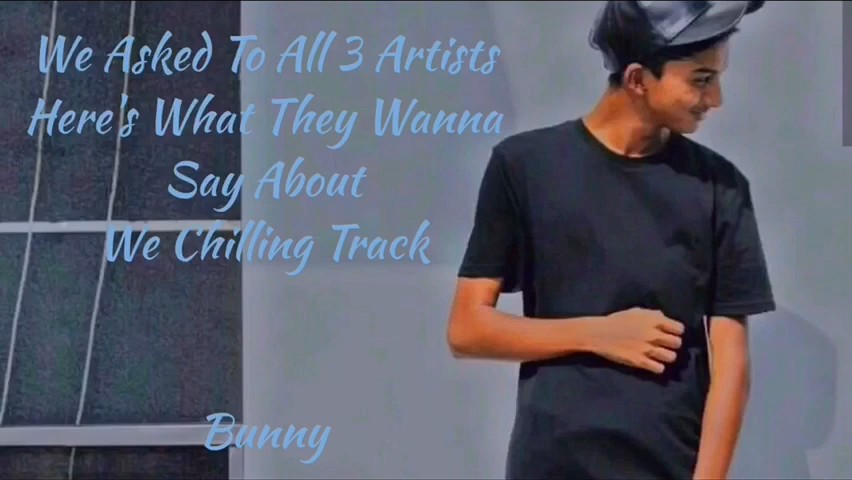 We Asked To All 3 Artists
Here's What They Wanna
Say About
We Chilling Track
Bunny